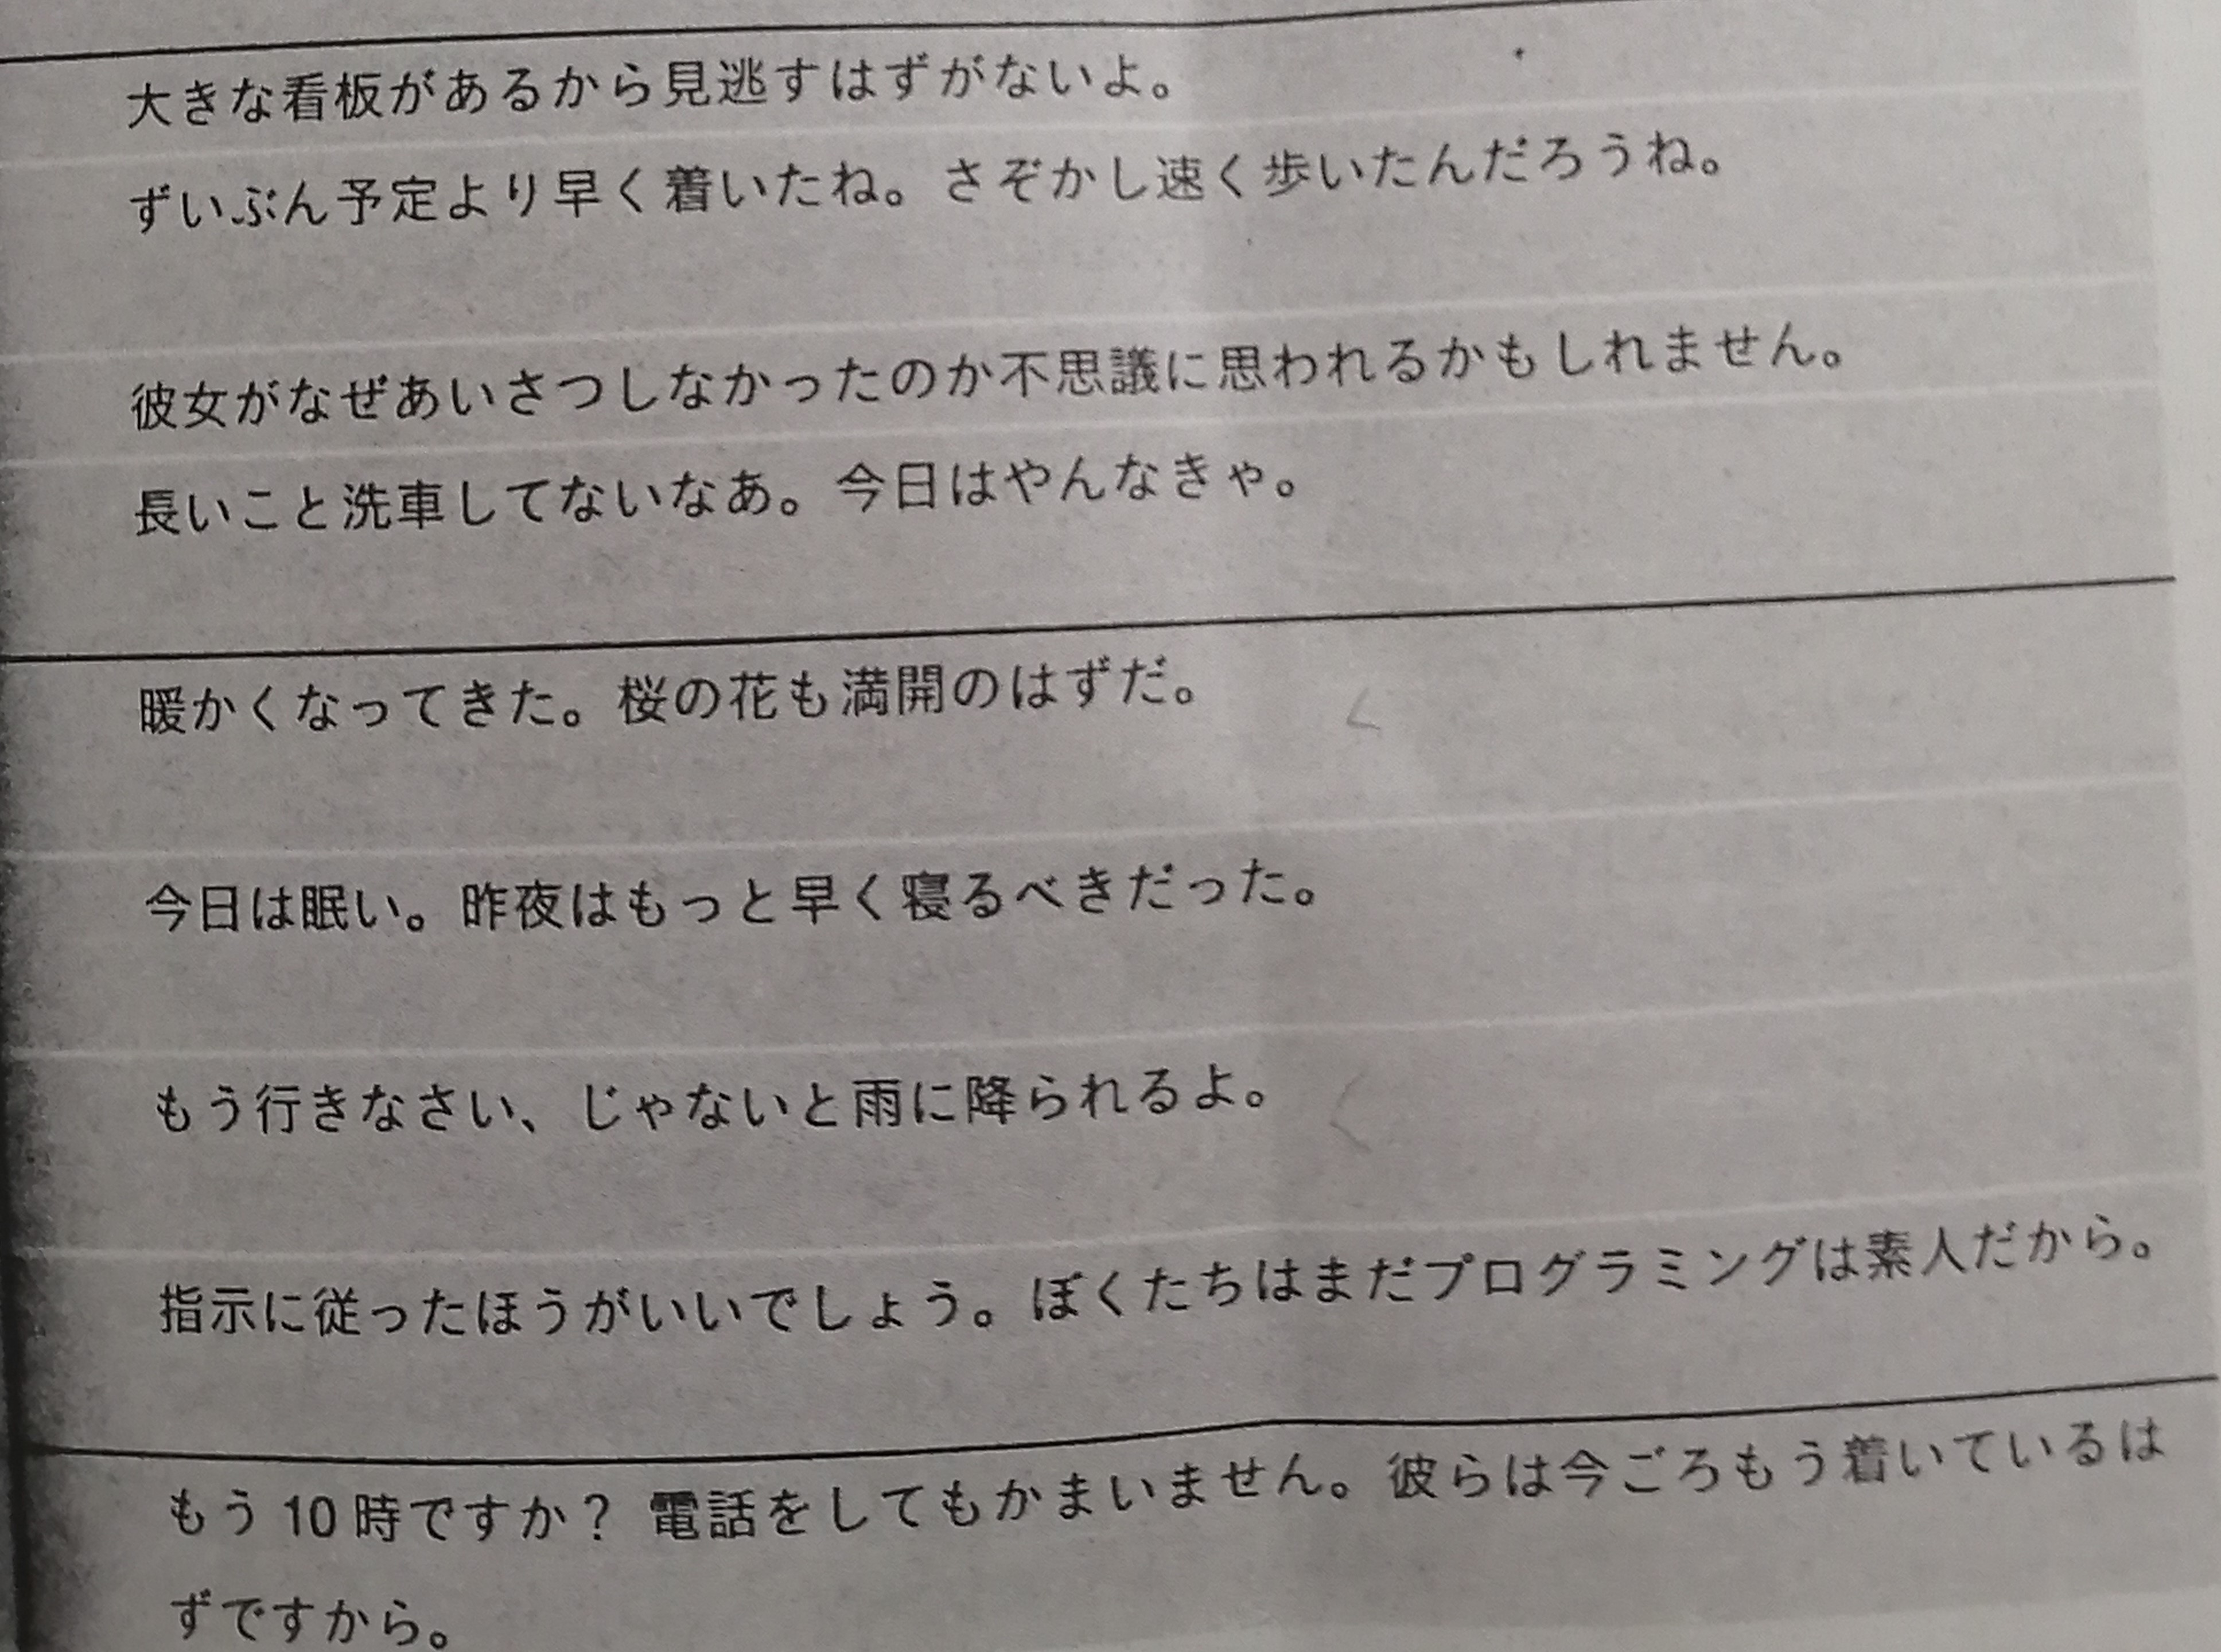 大きな看板があるから見逃すはずがないよ。
ずいぶん予定より早く着いたね。さぞかし速く歩いたんだろうね。
彼女がなぜあいさつしなかったのか不思議に思われるかもしれません。
長いこと洗車してないなあ。今日はやんなきゃ。
暖かくなってきた。桜の花も満開のはずだ。
今日は眠い。昨夜はもっと早く寝るべきだった。
もう行きなさい、じゃないと雨に降られるよ。
指示に従ったほうがいいでしょう。ぼくたちはまだプログラミングは素人だから。
もう10時ですか？ 電話をしてもかまいません。彼らは今ごろもう着いているは
ずですから。